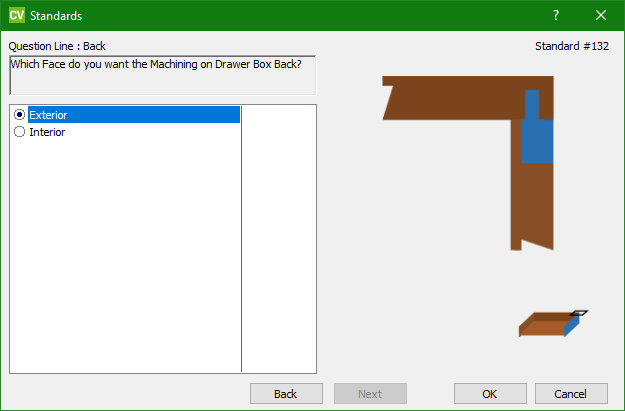 CV Standards
Question Line : Back
Standard #132
Which Face do you want the Machining on Drawer Box Back?
Exterior
Interior
Back
Next
OK
Cancel